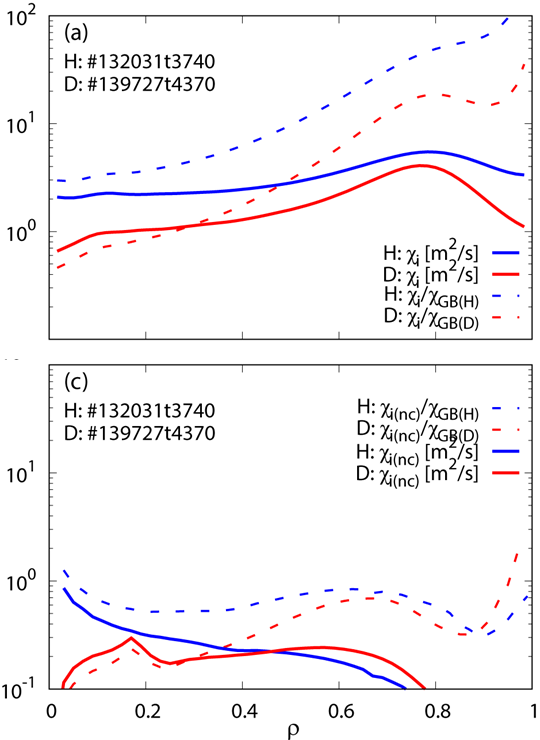 10²
(a)
H: #132031t3740
D: #139727t4370
10¹
10⁰
H: χᵢ [m²/s]
D: χᵢ [m²/s]
H: χᵢ/χGB(H)
D: χᵢ/χGB(D)
(c)
H: #132031t3740
D: #139727t4370
H: χi(nc)/χGB(H)
D: χi(nc)/χGB(D)
H: χi(nc) [m²/s]
D: χi(nc) [m²/s]
10¹
10⁰
10⁻¹
0 0.2 0.4 0.6 0.8 1
ρ